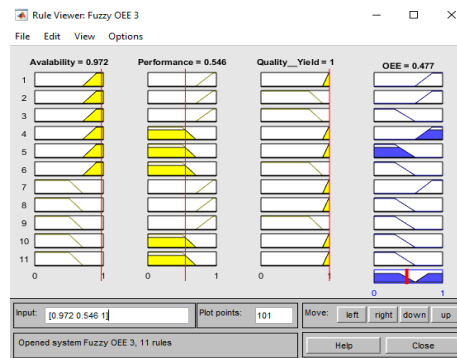 Rule Viewer: Fuzzy OEE 3
File Edit View Options
Avalability = 0.972 Performance = 0.546 Quality__Yield = 1 OEE = 0.477
1
2
3
4
5
6
7
8
9
10
11
0 1 0 1 0 1
0 1
Input: [0.972 0.546 1] Plot points: 101 Move: left right down up
Opened system Fuzzy OEE 3, 11 rules Help Close